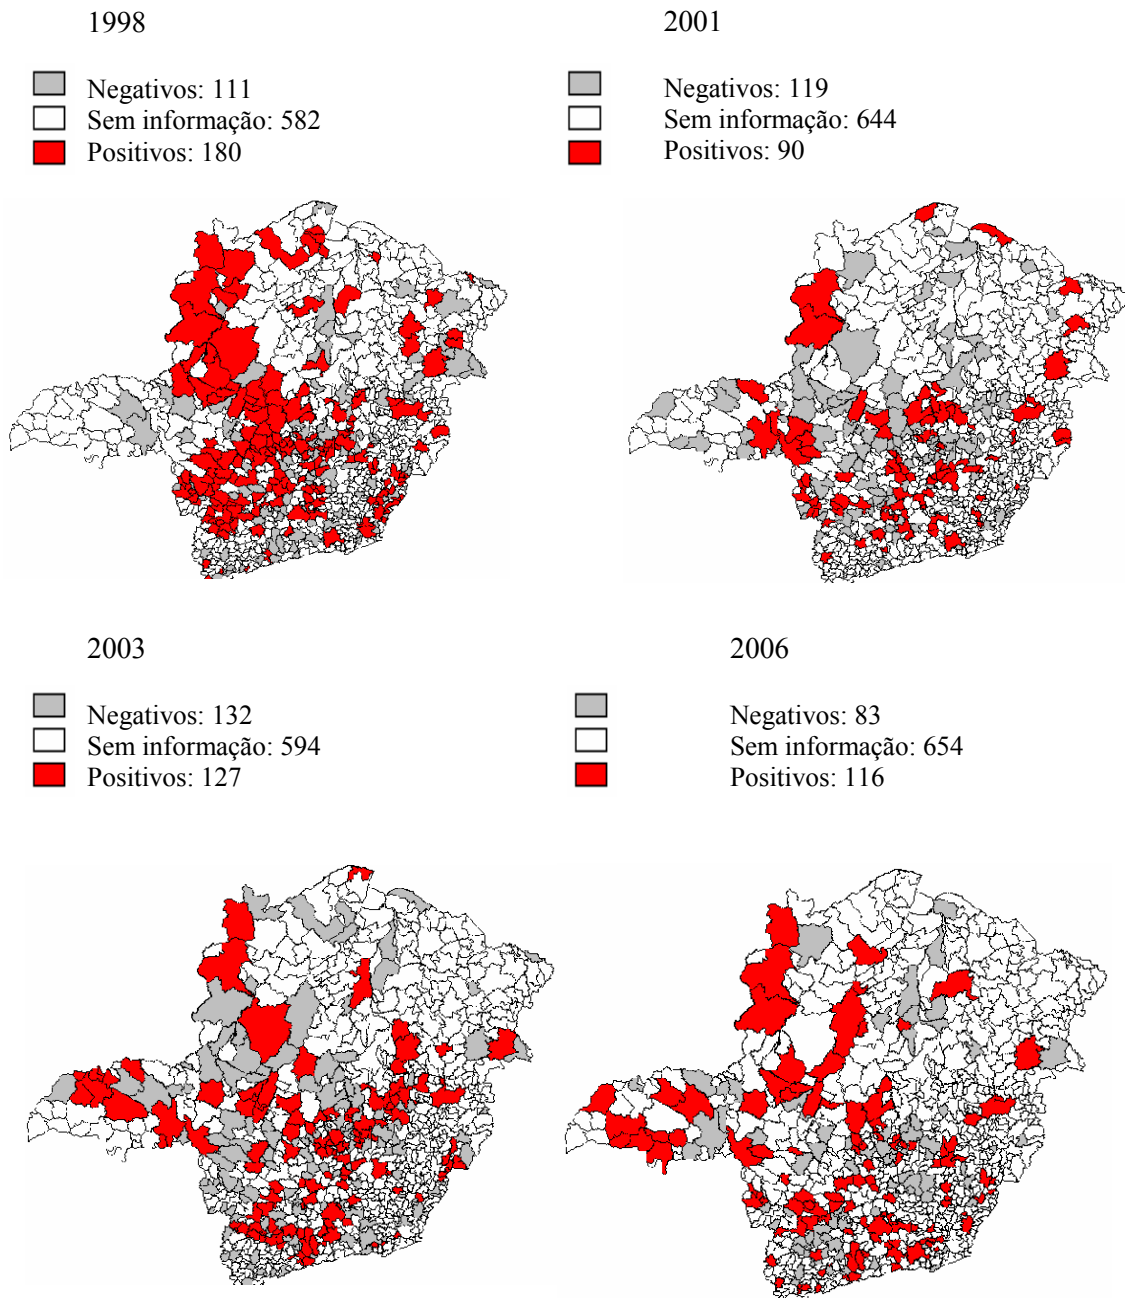 1998
Negativos: 111
Sem informação: 582
Positivos: 180
2001
Negativos: 119
Sem informação: 644
Positivos: 90
2003
Negativos: 132
Sem informação: 594
Positivos: 127
2006
Negativos: 83
Sem informação: 654
Positivos: 116